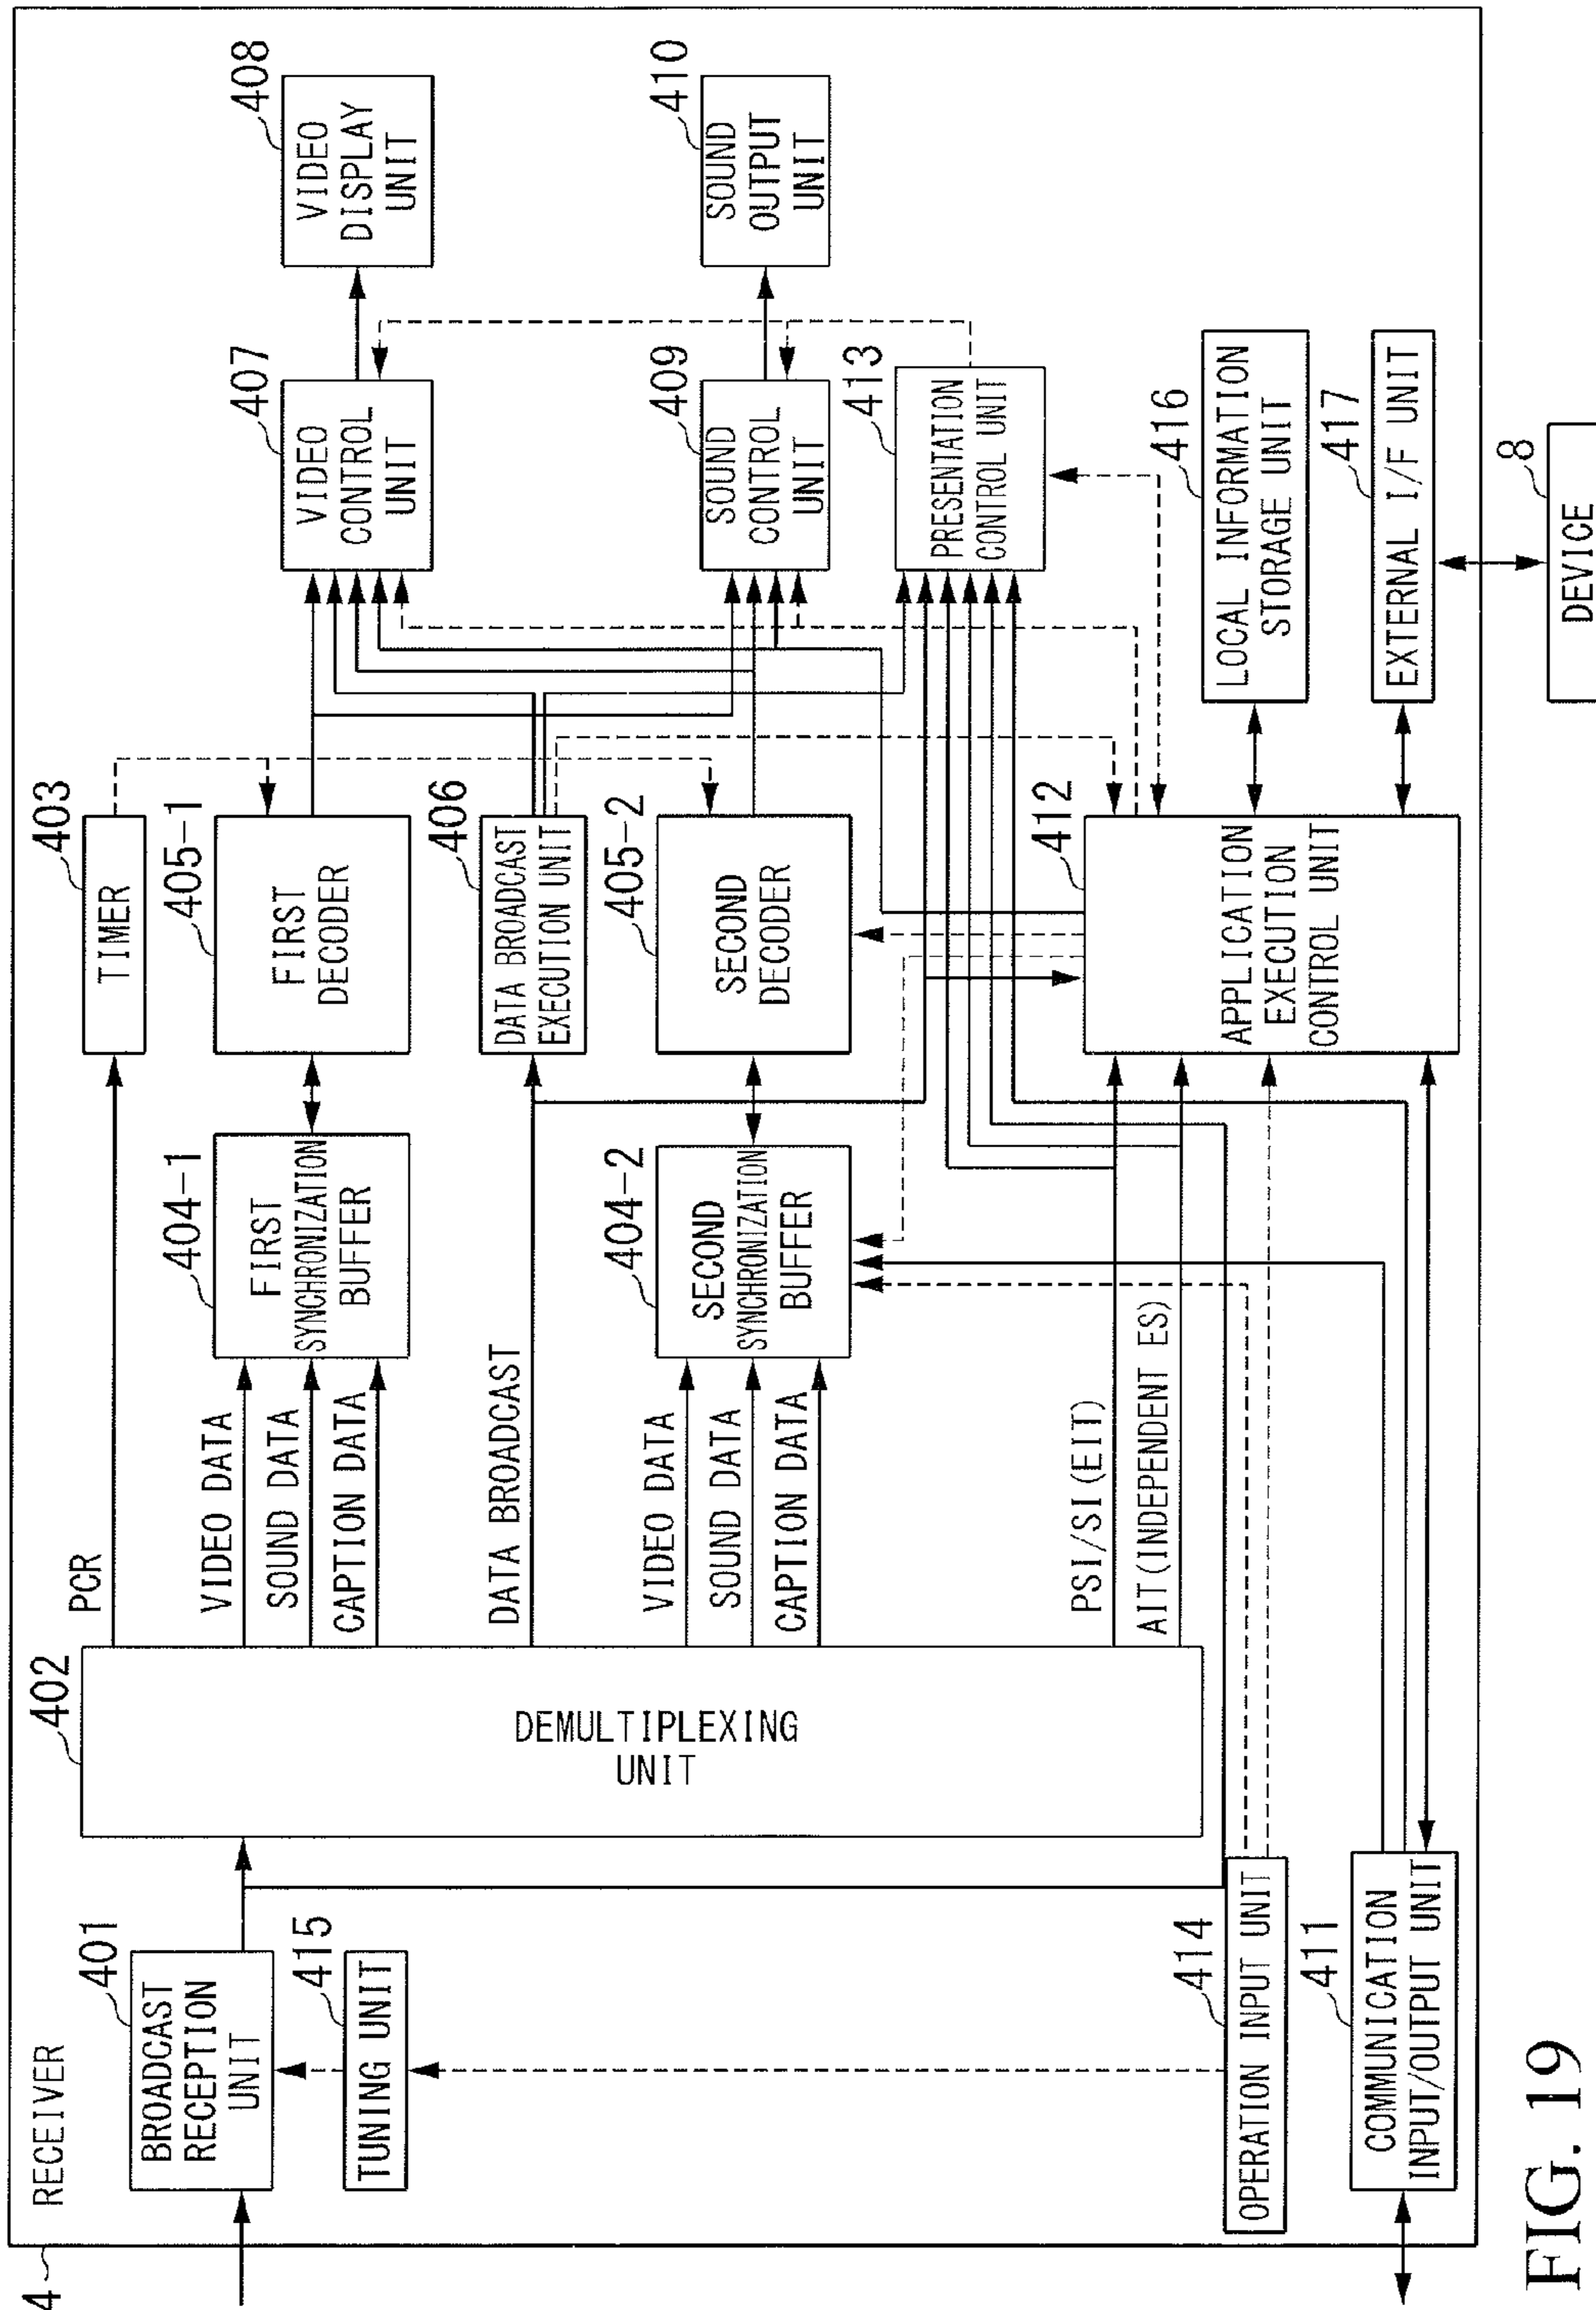 4
RECEIVER
401
BROADCAST
RECEPTION
UNIT
415
TUNING UNIT
414
OPERATION INPUT UNIT
411
COMMUNICATION
INPUT/OUTPUT UNIT
402
DEMULTIPLEXING
UNIT
PCR
VIDEO DATA
SOUND DATA
CAPTION DATA
DATA BROADCAST
VIDEO DATA
SOUND DATA
CAPTION DATA
PSI/SI(EIT)
AIT(INDEPENDENT ES)
404-1
FIRST
SYNCHRONIZATION
BUFFER
404-2
SECOND
SYNCHRONIZATION
BUFFER
403
TIMER
405-1
FIRST
DECODER
406
DATA BROADCAST
EXECUTION UNIT
405-2
SECOND
DECODER
412
APPLICATION
EXECUTION
CONTROL UNIT
407
VIDEO
CONTROL
UNIT
409
SOUND
CONTROL
UNIT
413
PRESENTATION
CONTROL UNIT
416
LOCAL INFORMATION
STORAGE UNIT
417
EXTERNAL I/F UNIT
8
DEVICE
408
VIDEO
DISPLAY
UNIT
410
SOUND
OUTPUT
UNIT
FIG. 19